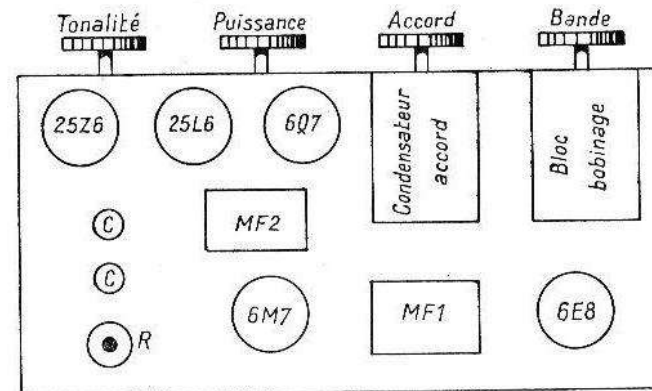 Tonalité
Puissance
Accord
Bande
25Z6
25L6
6Q7
Condensateur
accord
Bloc
bobinage
C
MF2
C
6M7
MF1
6E8
R